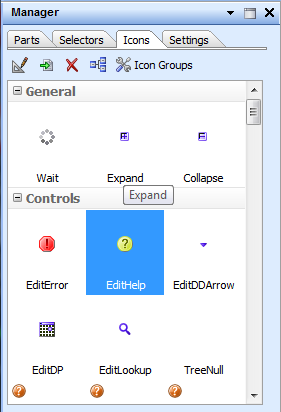 Manager
Parts Selectors Icons Settings
Icon Groups
General
Wait Expand Collapse
Expand
Controls
EditError EditHelp EditDDArrow
EditDP EditLookup TreeNull